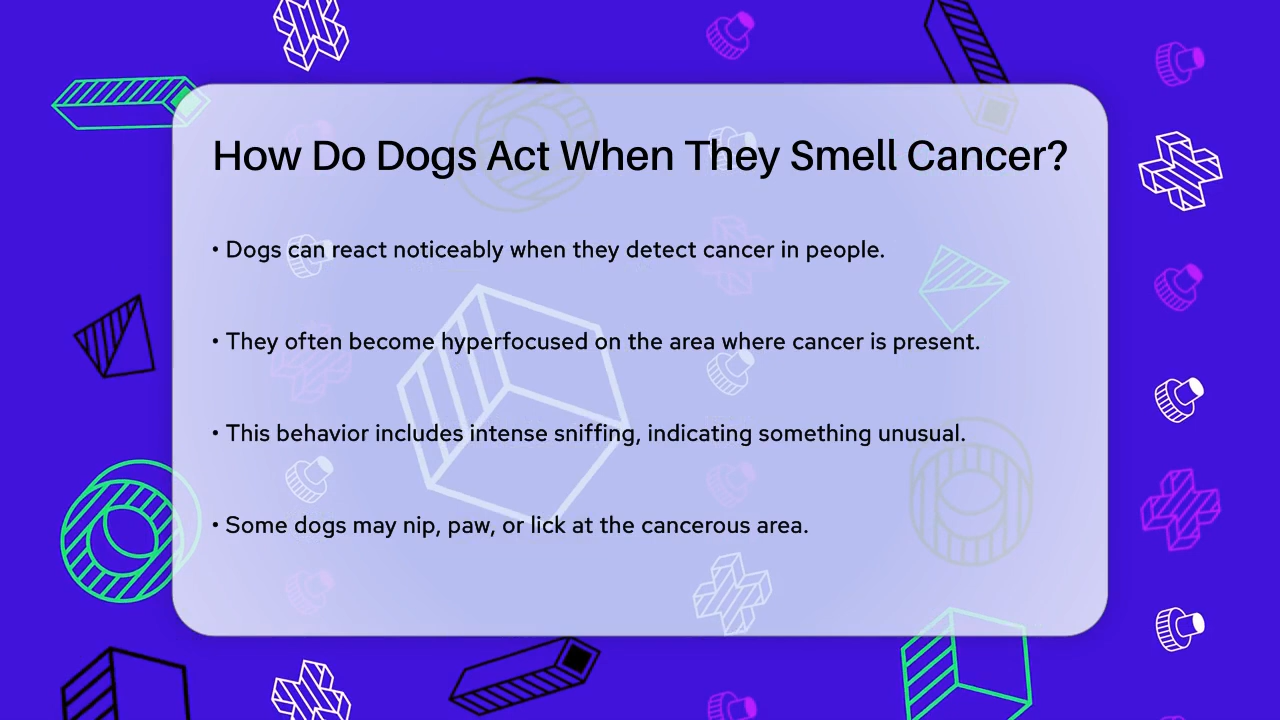 How Do Dogs Act When They Smell Cancer?
• Dogs can react noticeably when they detect cancer in people.
• They often become hyperfocused on the area where cancer is present.
• This behavior includes intense sniffing, indicating something unusual.
• Some dogs may nip, paw, or lick at the cancerous area.